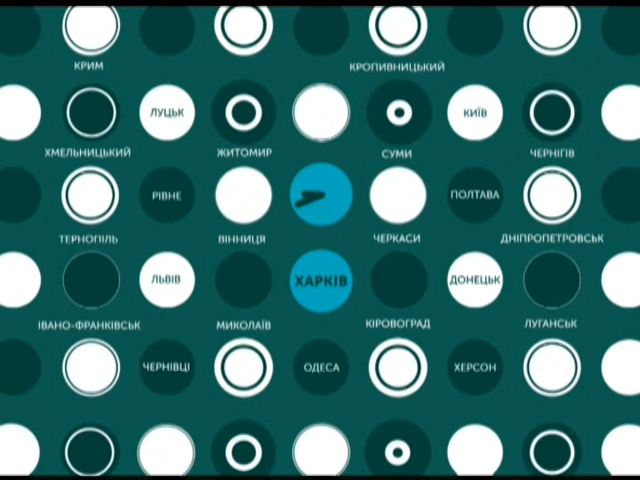 КРИМ
КРОПИВНИЦЬКИЙ
ЛУЦЬК
КИЇВ
ХМЕЛЬНИЦЬКИЙ
ЖИТОМИР
СУМИ
ЧЕРНІГІВ
РІВНЕ
ПОЛТАВА
ТЕРНОПІЛЬ
ВІННИЦЯ
ЧЕРКАСИ
ДНІПРОПЕТРОВСЬК
ЛЬВІВ
ХАРКІВ
ДОНЕЦЬК
ІВАНО-ФРАНКІВСЬК
МИКОЛАЇВ
КІРОВОГРАД
ЛУГАНСЬК
ЧЕРНІВЦІ
ОДЕСА
ХЕРСОН